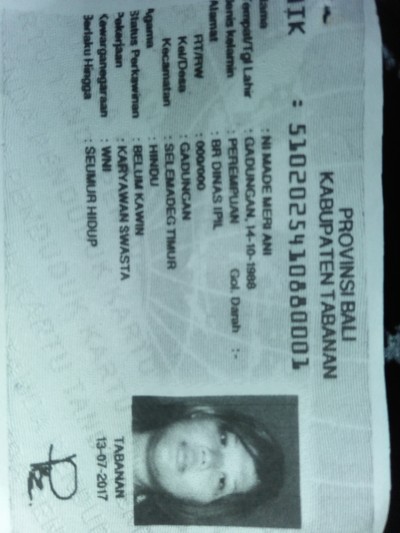 PROVINSI BALI
KABUPATEN TABANAN
NIK : 5102025410880001
Nama : NI MADE MERI ANI
Tempat/Tgl Lahir : GADUNGAN, 14-10-1988
Jenis kelamin : PEREMPUAN Gol. Darah :-
Alamat : BR DINAS IPIL
RT/RW : 000/000
Kel/Desa : GADUNGAN
Kecamatan : SELEMADEG TIMUR
Agama : HINDU
Status Perkawinan : BELUM KAWIN
Pekerjaan : KARYAWAN SWASTA
Kewarganegaraan : WNI
Berlaku Hingga : SEUMUR HIDUP
TABANAN
13-07-2017